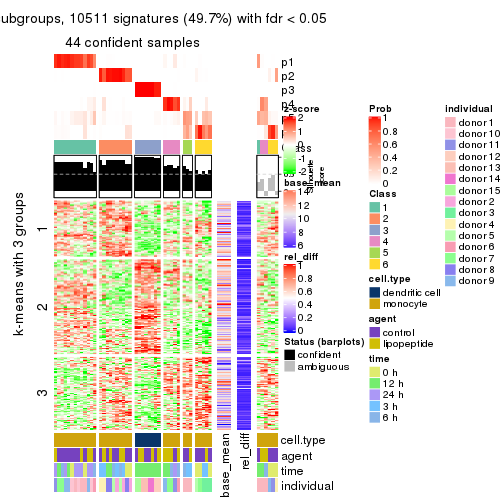 ubgroups, 10511 signatures (49.7%) with fdr < 0.05
44 confident samples
p1
p2
p3
p4
k-means with 3 groups
1
2
3
base_mean
rel_diff
cell.type
agent
time
individual
z-score
2
1
0
-1
-2
Silhouette
score
base_mean
14
12
10
8
6
rel_diff
1
0.8
0.6
0.4
0.2
0
Status (barplots)
confident
ambiguous
Prob
1
0.8
0.6
0.4
0.2
0
Class
1
2
3
4
5
6
cell.type
dendritic cell
monocyte
agent
control
lipopeptide
time
0 h
12 h
24 h
3 h
6 h
individual
donor 1
donor 10
donor 11
donor 12
donor 13
donor 14
donor 15
donor 2
donor 3
donor 4
donor 5
donor 6
donor 7
donor 8
donor 9